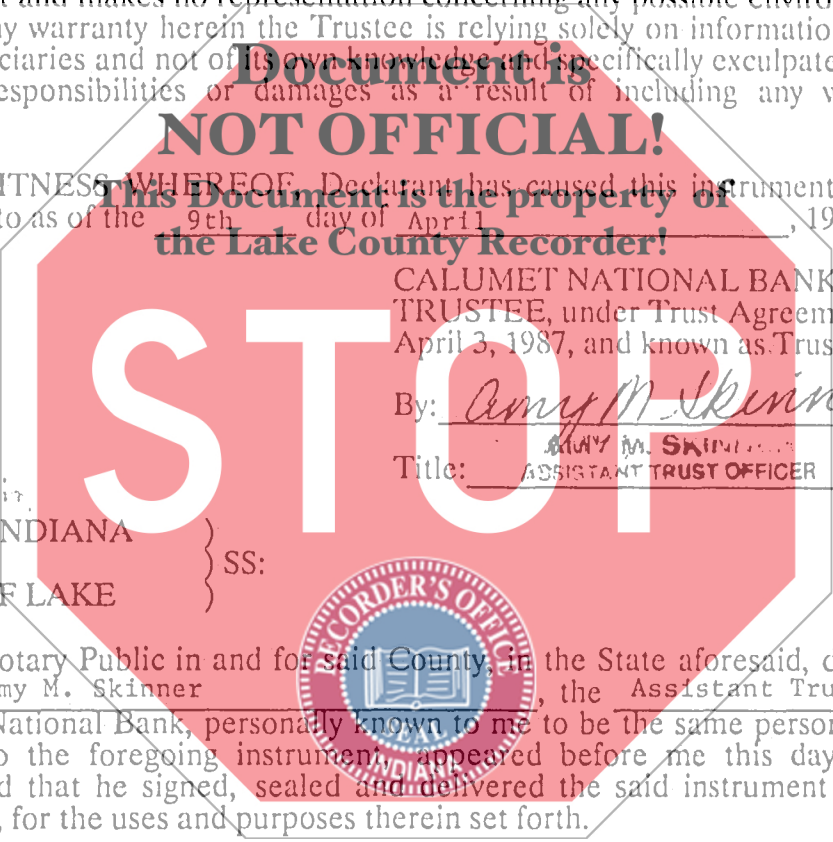 and makes no representation concerning any possible
y warranty herein the Trustee is relying solely on informatio
ciaries and not of its own knowledge and specifically exculpate
esponsibilities or damages as a result of including any w
Document is
NOT OFFICIAL!
This Document is the property of
the Lake County Recorder!
ITNESS WHEREOF, Declarant has caused this instrument
to as of the 9th day of April, 19
CALUMET NATIONAL BANK
TRUSTEE, under Trust Agreem
April 3, 1987, and known as Trus
By: Amy M Skinn
AMY M. SKIN
Title: ASSISTANT TRUST OFFICER
STOP
NDIANA
SS:
F LAKE
RECORDER'S OFFICE
SEAL
INDIANA
otary Public in and for said County, in the State aforesaid,
my M. Skinner, the Assistant Tru
National Bank, personally known to me to be the same person
o the foregoing instrument, appeared before me this day
d that he signed, sealed and delivered the said instrument
, for the uses and purposes therein set forth.